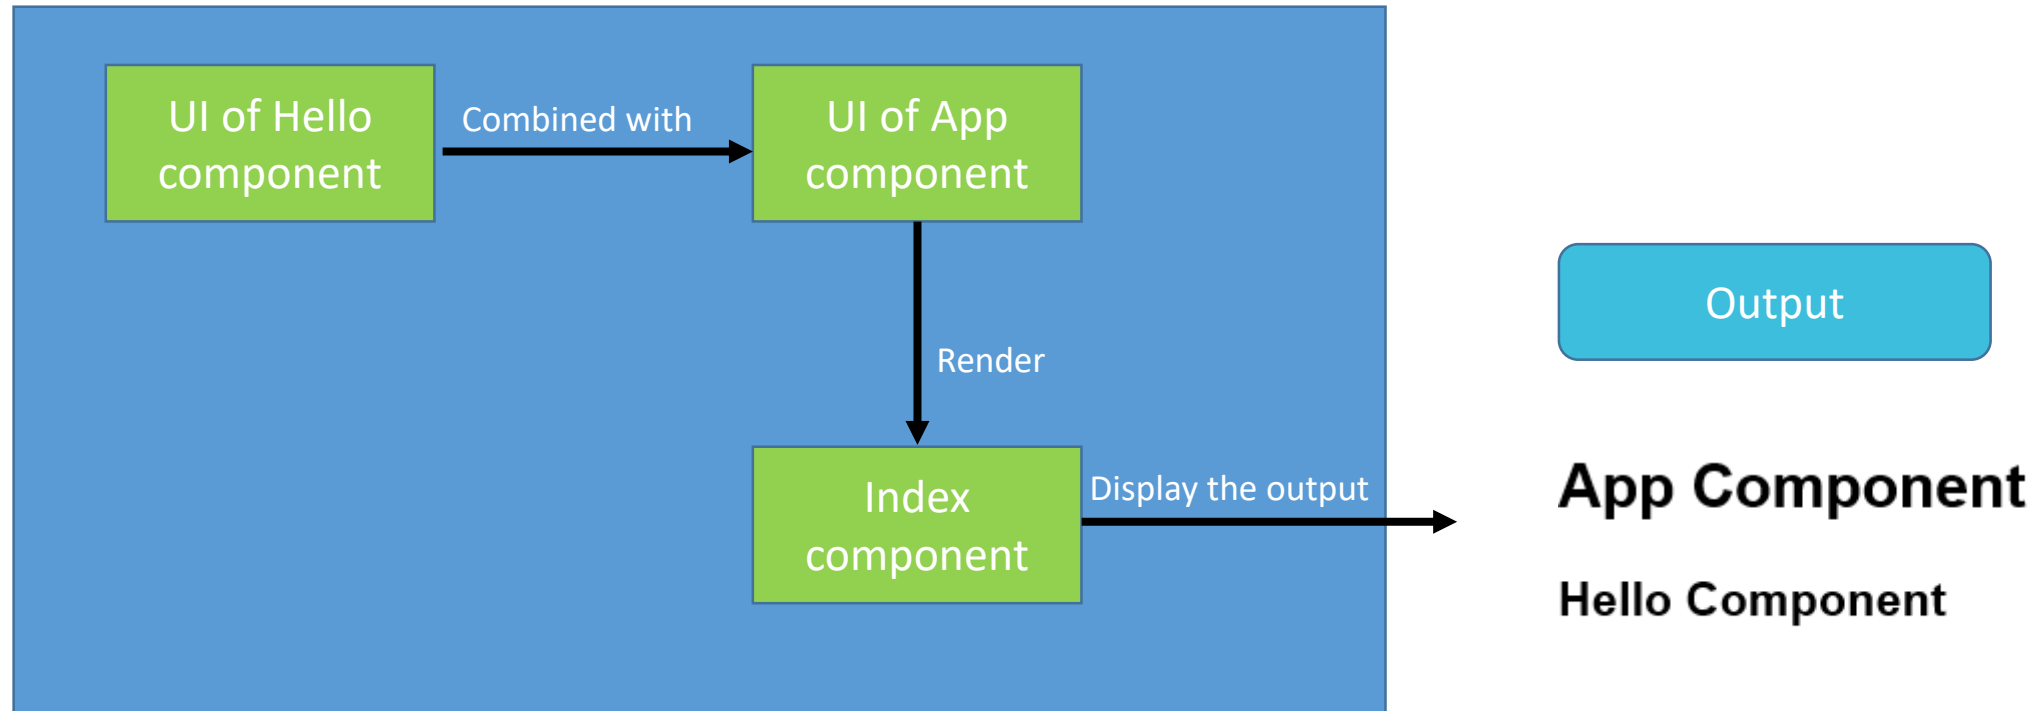 UI of Hello
component
Combined with
UI of App
component
Render
Index
component
Display the output
Output
App Component
Hello Component